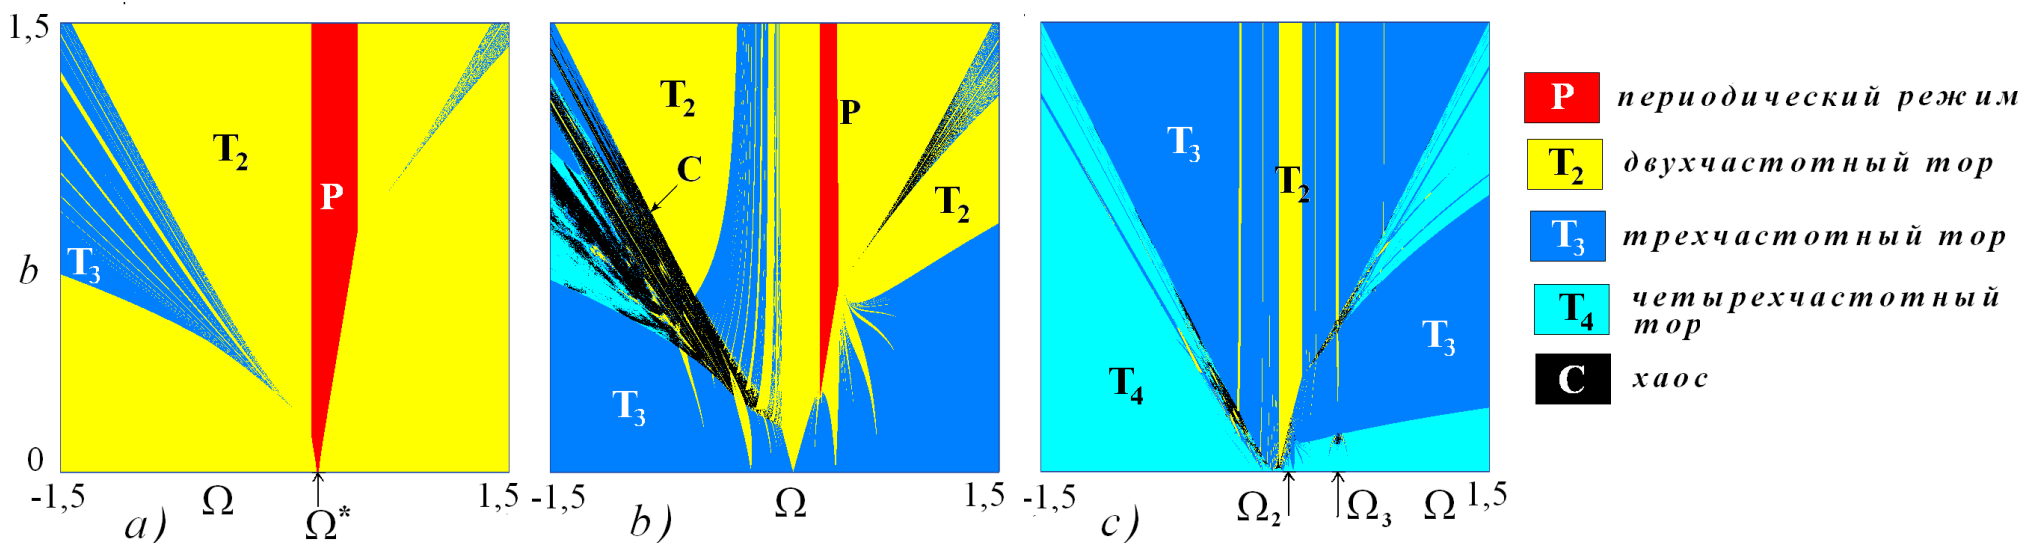 1,5
b
0
T2
P
T3
-1,5
Ω
Ω*
1,5
a)
T2
P
C
T2
T3
-1,5
Ω
1,5
b)
T3
T2
T4
T3
-1,5
Ω2
Ω3
Ω
1,5
c)
P периодический режим
T2 двухчастотный тор
T3 трехчастотный тор
T4 четырехчастотный
тор
C хаос